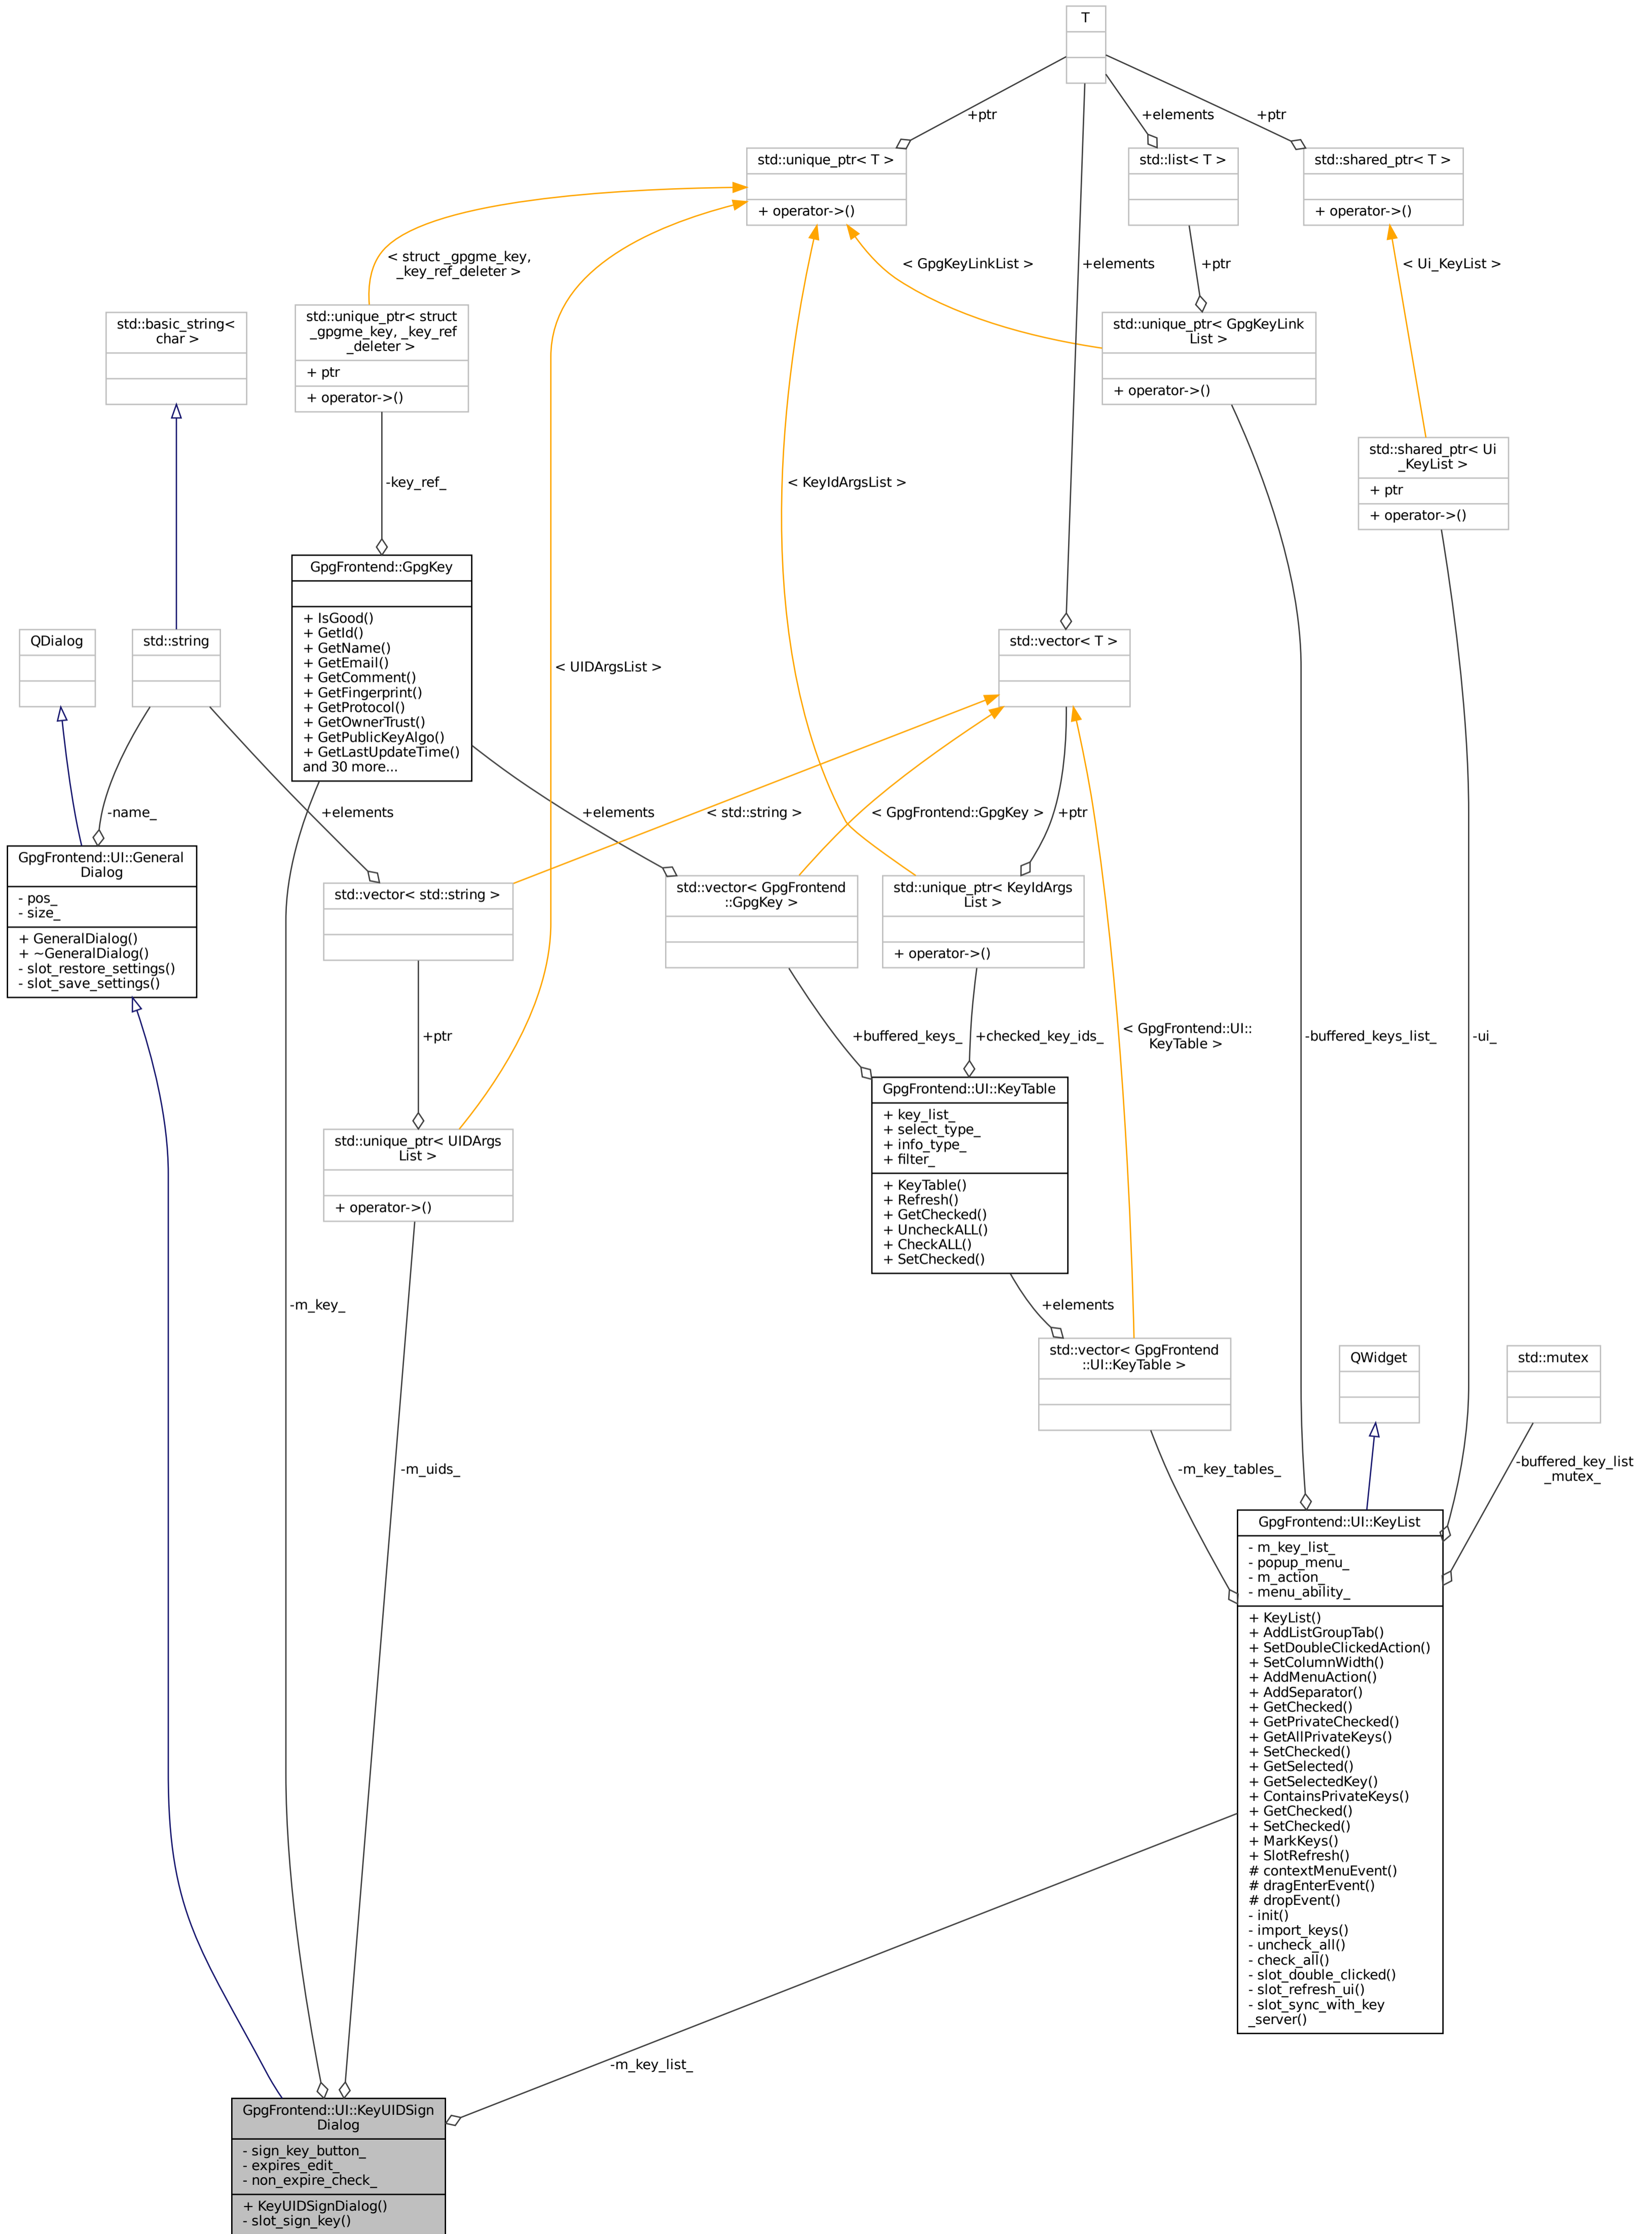 T
+ptr
+elements
+ptr
std::unique_ptr< T >
+ operator->()
std::list< T >
std::shared_ptr< T >
+ operator->()
< struct _gpgme_key,
_key_ref_deleter >
< GpgKeyLinkList >
+elements
+ptr
< Ui_KeyList >
std::basic_string<
char >
std::unique_ptr< struct
_gpgme_key, _key_ref
_deleter >
+ ptr
+ operator->()
std::unique_ptr< GpgKeyLink
List >
+ operator->()
std::shared_ptr< Ui
_KeyList >
+ ptr
+ operator->()
-key_ref_
< KeyIdArgsList >
GpgFrontend::GpgKey
+ IsGood()
+ GetId()
+ GetName()
+ GetEmail()
+ GetComment()
+ GetFingerprint()
+ GetProtocol()
+ GetOwnerTrust()
+ GetPublicKeyAlgo()
+ GetLastUpdateTime()
and 30 more...
QDialog
std::string
< UIDArgsList >
std::vector< T >
-name_
+elements
+elements
< std::string >
< GpgFrontend::GpgKey >
+ptr
GpgFrontend::UI::General
Dialog
- pos_
- size_
+ GeneralDialog()
+ ~GeneralDialog()
- slot_restore_settings()
- slot_save_settings()
std::vector< std::string >
std::vector< GpgFrontend
::GpgKey >
std::unique_ptr< KeyIdArgs
List >
+ operator->()
+ptr
+buffered_keys_
+checked_key_ids_
< GpgFrontend::UI::
KeyTable >
-buffered_keys_list_
-ui_
GpgFrontend::UI::KeyTable
+ key_list_
+ select_type_
+ info_type_
+ filter_
+ KeyTable()
+ Refresh()
+ GetChecked()
+ UncheckALL()
+ CheckALL()
+ SetChecked()
std::unique_ptr< UIDArgs
List >
+ operator->()
-m_key_
+elements
std::vector< GpgFrontend
::UI::KeyTable >
QWidget
std::mutex
-m_uids_
-m_key_tables_
-buffered_key_list
_mutex_
GpgFrontend::UI::KeyList
- m_key_list_
- popup_menu_
- m_action_
- menu_ability_
+ KeyList()
+ AddListGroupTab()
+ SetDoubleClickedAction()
+ SetColumnWidth()
+ AddMenuAction()
+ AddSeparator()
+ GetChecked()
+ GetPrivateChecked()
+ GetAllPrivateKeys()
+ SetChecked()
+ GetSelected()
+ GetSelectedKey()
+ ContainsPrivateKeys()
+ GetChecked()
+ SetChecked()
+ MarkKeys()
+ SlotRefresh()
# contextMenuEvent()
# dragEnterEvent()
# dropEvent()
- init()
- import_keys()
- uncheck_all()
- check_all()
- slot_double_clicked()
- slot_refresh_ui()
- slot_sync_with_key
_server()
-m_key_list_
GpgFrontend::UI::KeyUIDSign
Dialog
- sign_key_button_
- expires_edit_
- non_expire_check_
+ KeyUIDSignDialog()
- slot_sign_key()